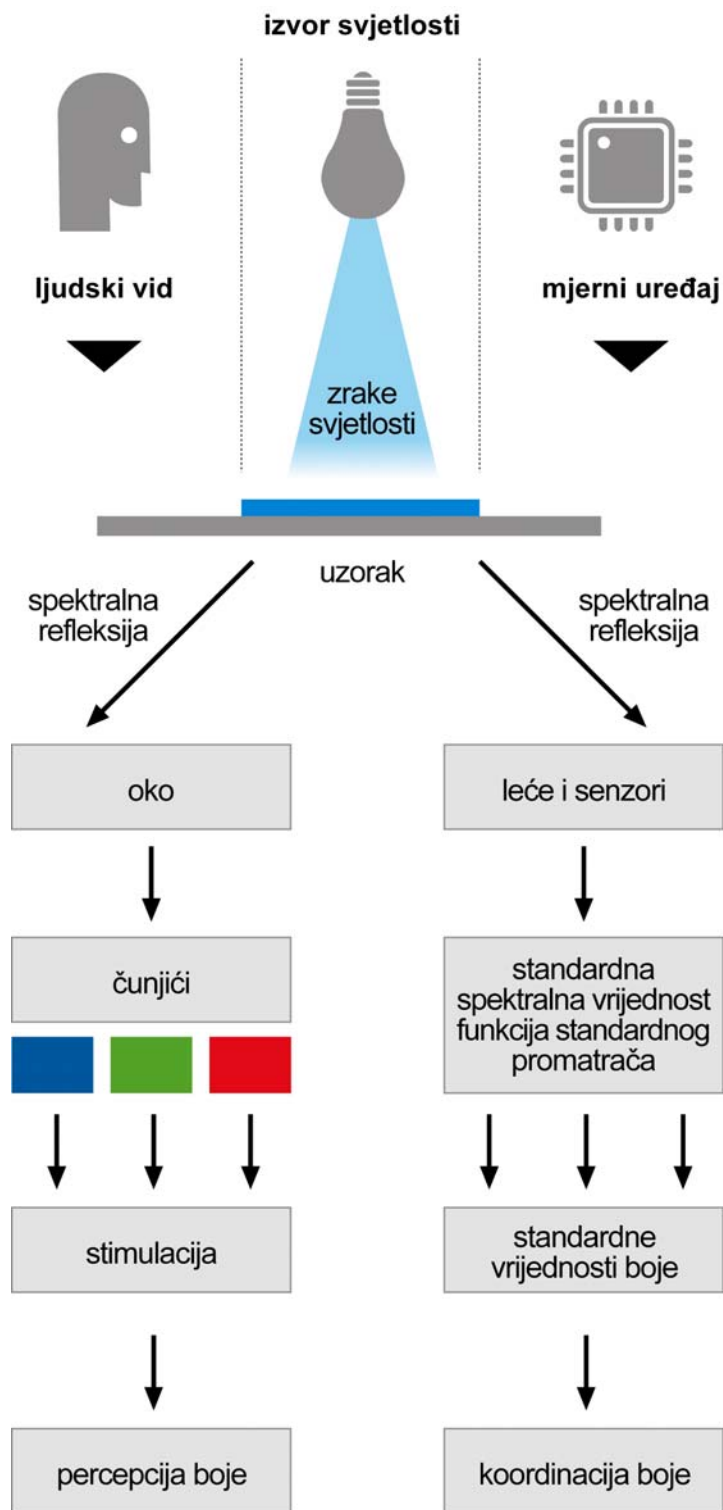 izvor svjetlosti
ljudski vid
mjerni uređaj
zrake
svjetlosti
uzorak
spektralna
refleksija
spektralna
refleksija
oko
leće i senzori
čunjići
standardna
spektralna vrijednost
funkcija standardnog
promatrača
stimulacija
standardne
vrijednosti boje
percepcija boje
koordinacija boje